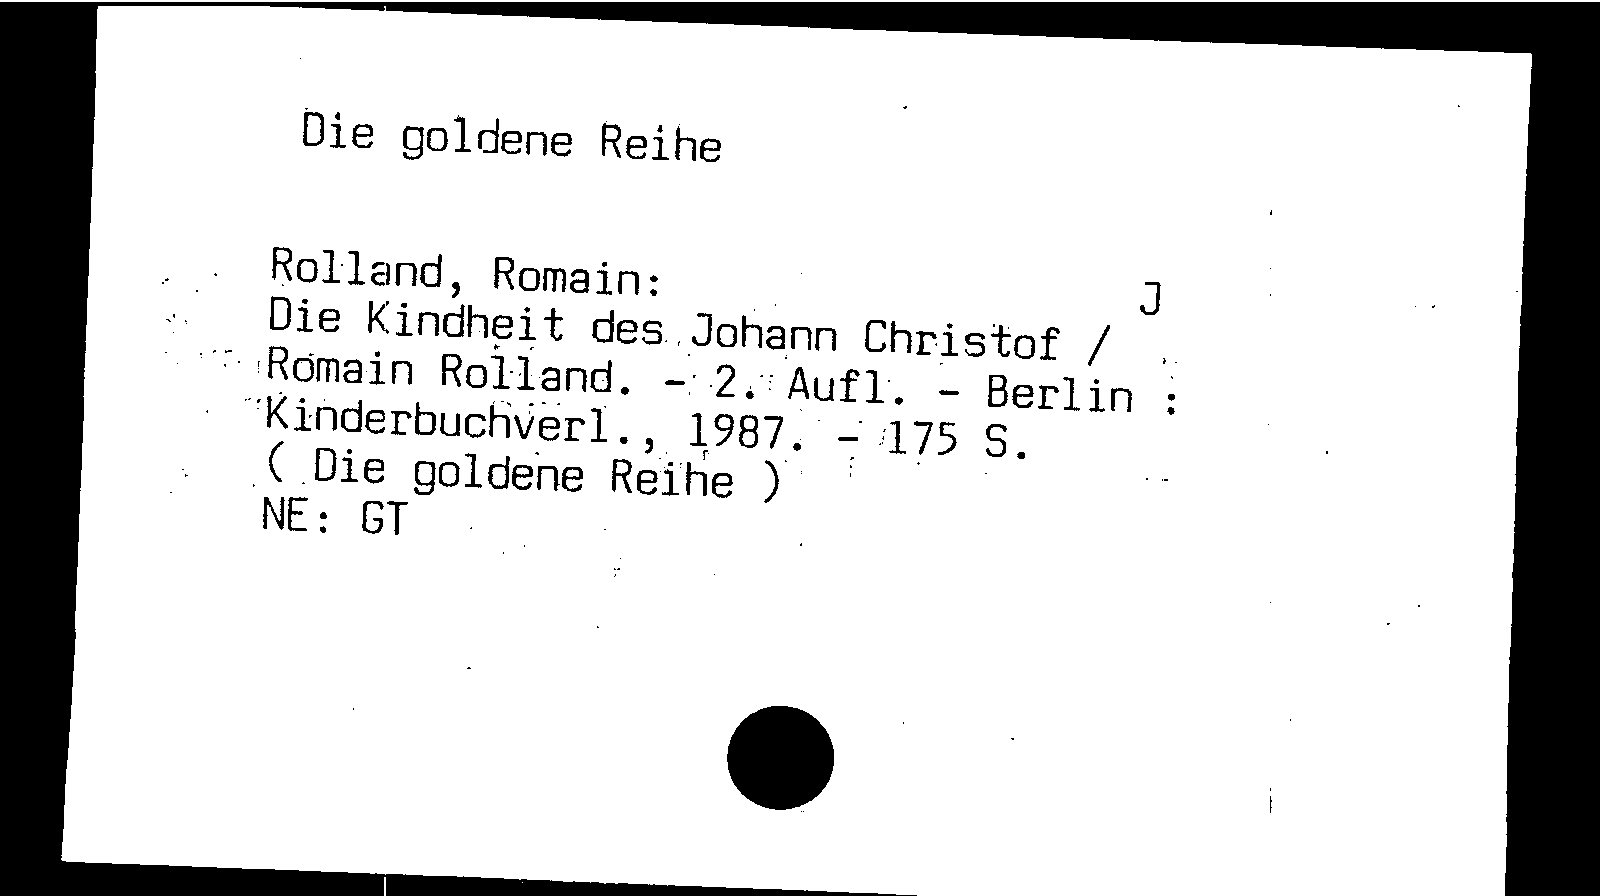 Die goldene Reihe
Rolland, Romain:
J
Die Kindheit des Johann Christof /
Romain Rolland. - 2. Aufl. - Berlin :
Kinderbuchverl., 1987. - 175 S.
( Die goldene Reihe )
NE: GT